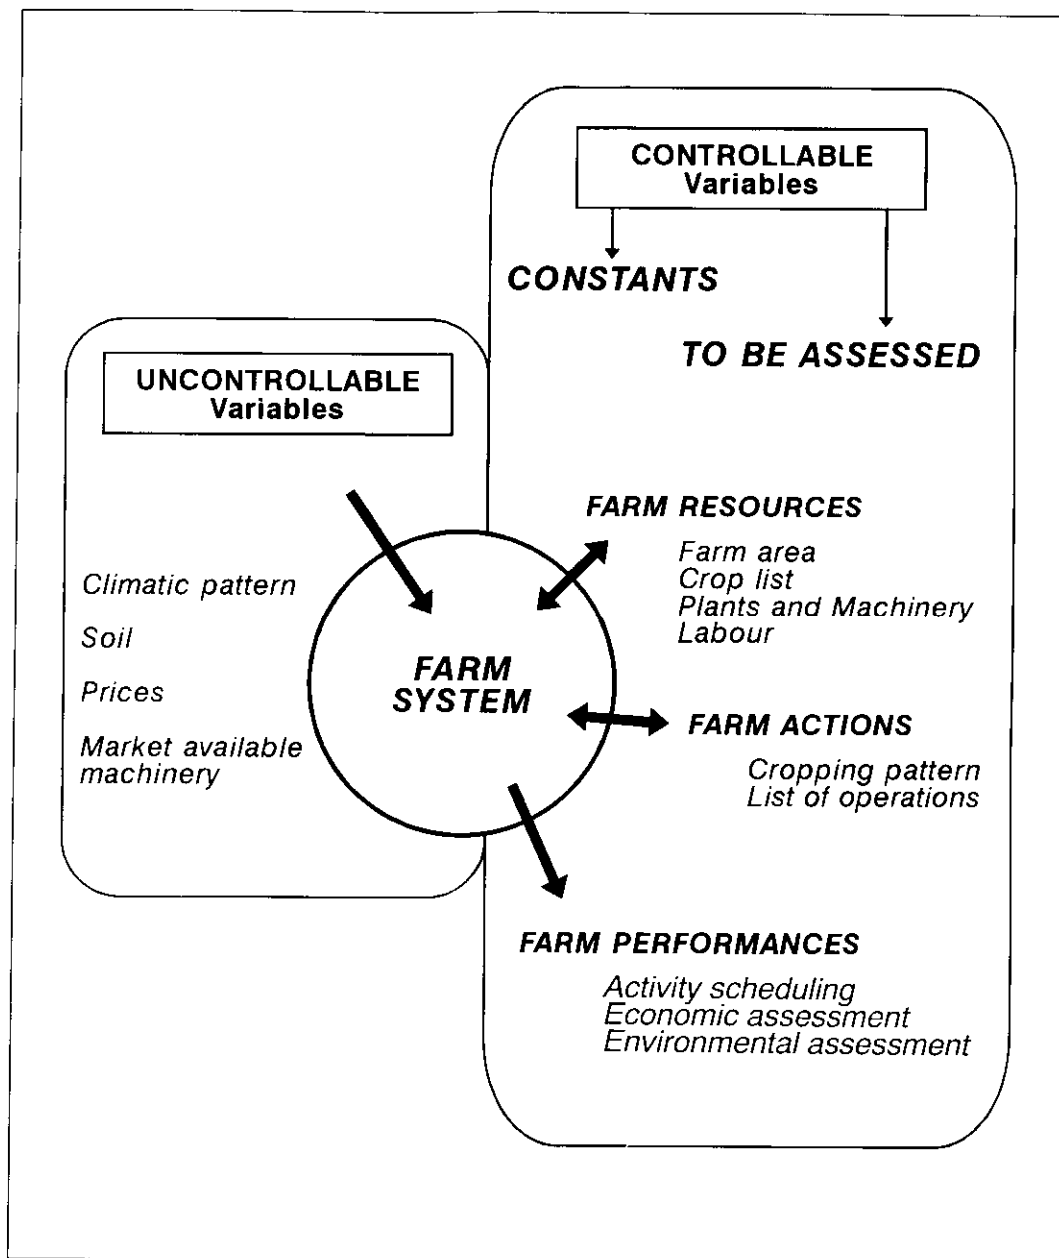 CONTROLLABLE
Variables
CONSTANTS
TO BE ASSESSED
UNCONTROLLABLE
Variables
Climatic pattern
Soil
Prices
Market available
machinery
FARM
SYSTEM
FARM RESOURCES
Farm area
Crop list
Plants and Machinery
Labour
FARM ACTIONS
Cropping pattern
List of operations
FARM PERFORMANCES
Activity scheduling
Economic assessment
Environmental assessment